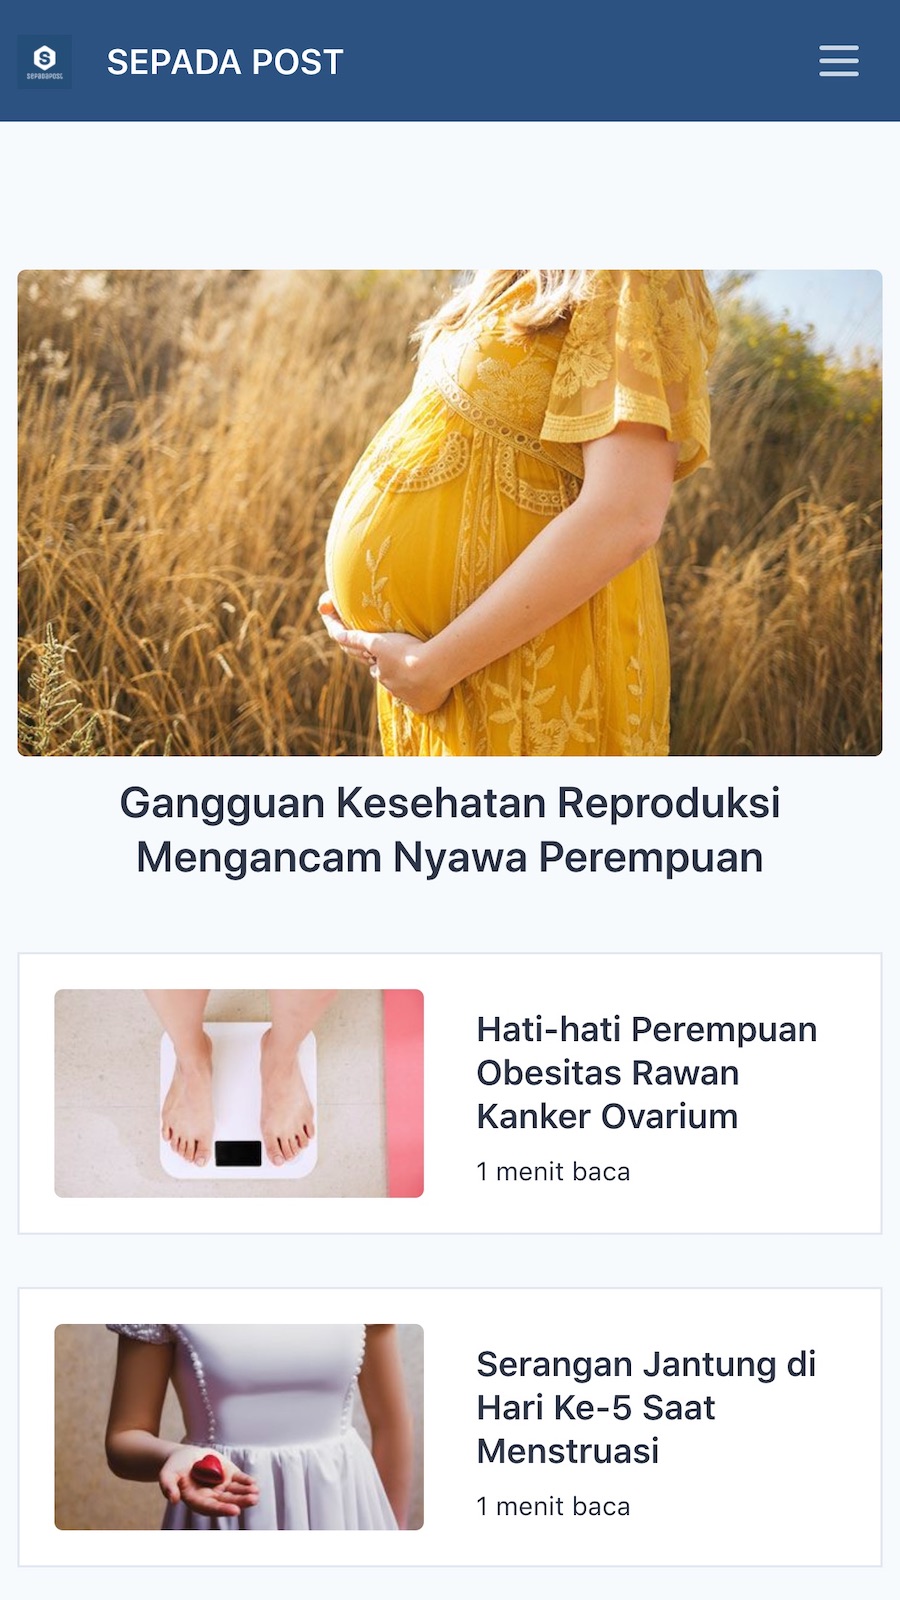 SEPADAPOST
SEPADA POST
Gangguan Kesehatan Reproduksi
Mengancam Nyawa Perempuan
Hati-hati Perempuan
Obesitas Rawan
Kanker Ovarium
1 menit baca
Serangan Jantung di
Hari Ke-5 Saat
Menstruasi
1 menit baca